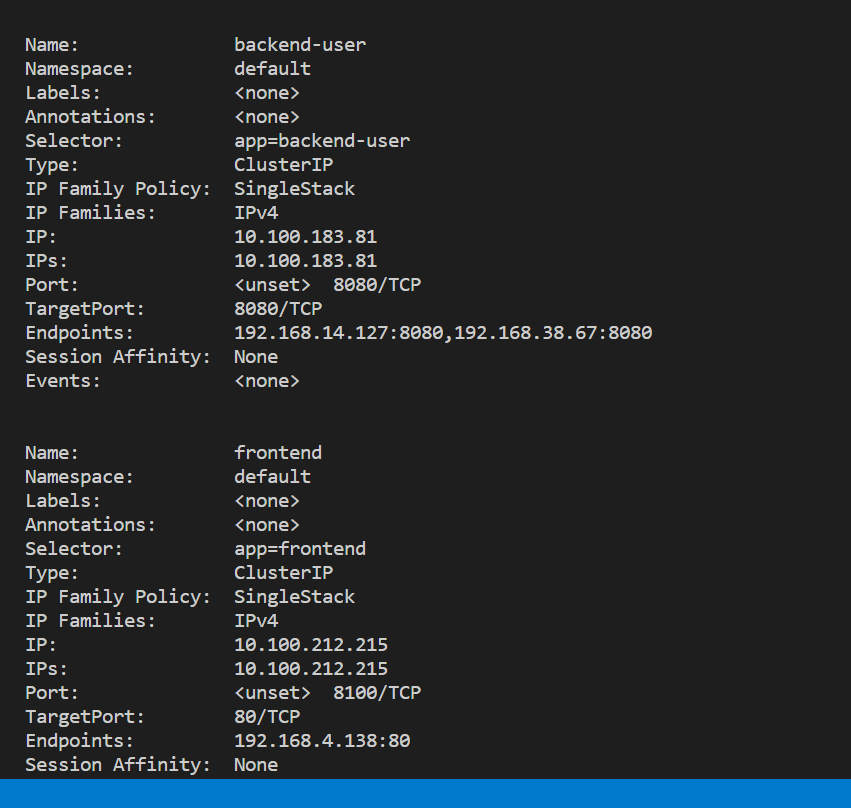 Name:              backend-user
Namespace:         default
Labels:            <none>
Annotations:       <none>
Selector:          app=backend-user
Type:              ClusterIP
IP Family Policy:  SingleStack
IP Families:       IPv4
IP:                10.100.183.81
IPs:               10.100.183.81
Port:              <unset>  8080/TCP
TargetPort:        8080/TCP
Endpoints:         192.168.14.127:8080,192.168.38.67:8080
Session Affinity:  None
Events:            <none>
Name:              frontend
Namespace:         default
Labels:            <none>
Annotations:       <none>
Selector:          app=frontend
Type:              ClusterIP
IP Family Policy:  SingleStack
IP Families:       IPv4
IP:                10.100.212.215
IPs:               10.100.212.215
Port:              <unset>  8100/TCP
TargetPort:        80/TCP
Endpoints:         192.168.4.138:80
Session Affinity:  None